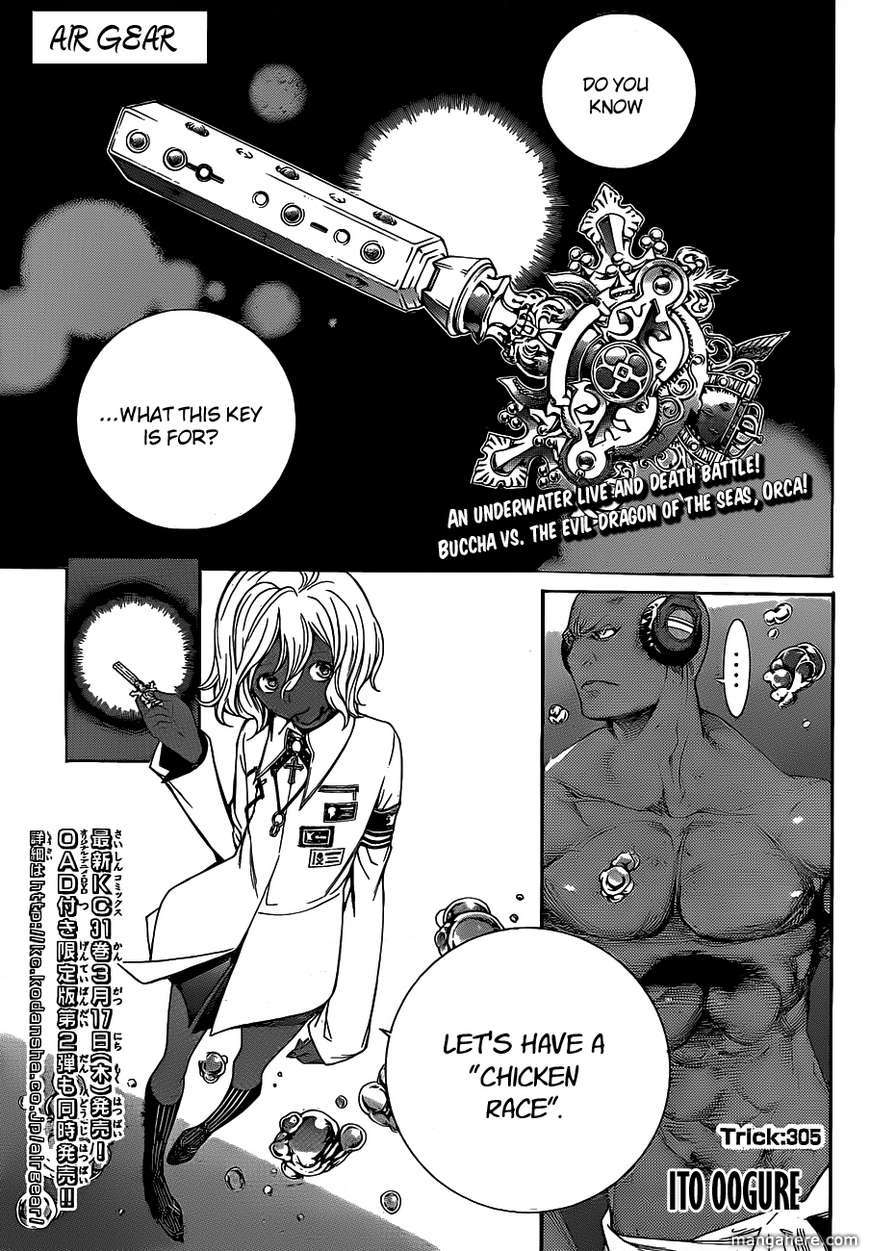 AIR GEAR
DO YOU
KNOW
...WHAT THIS KEY
IS FOR?
AN UNDERWATER LIVE AND DEATH BATTLE!
BUCCHA VS. THE EVIL DRAGON OF THE SEAS, ORCA!
....
最新KC31巻3月17日(木)発売!
OAD付き限定版第2弾も同時発売!!
詳細はhttp://kc.kodansha.co.jp/airgear/
LET'S HAVE A
"CHICKEN
RACE".
Trick:305
ITO OOGURE
mangahere.com